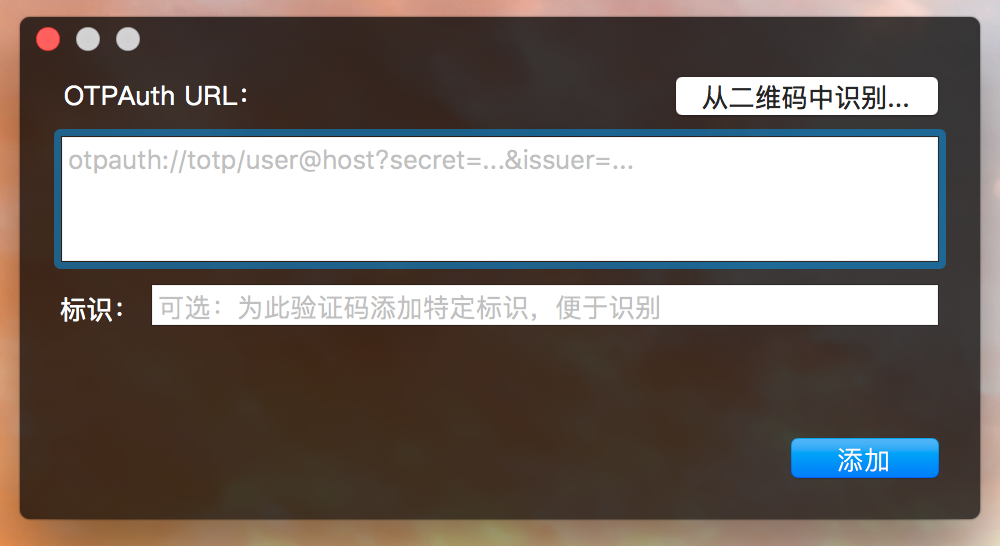 OTPAuth URL：
从二维码中识别...
otpauth://totp/user@host?secret=...&issuer=...
标识：
可选：为此验证码添加特定标识，便于识别
添加